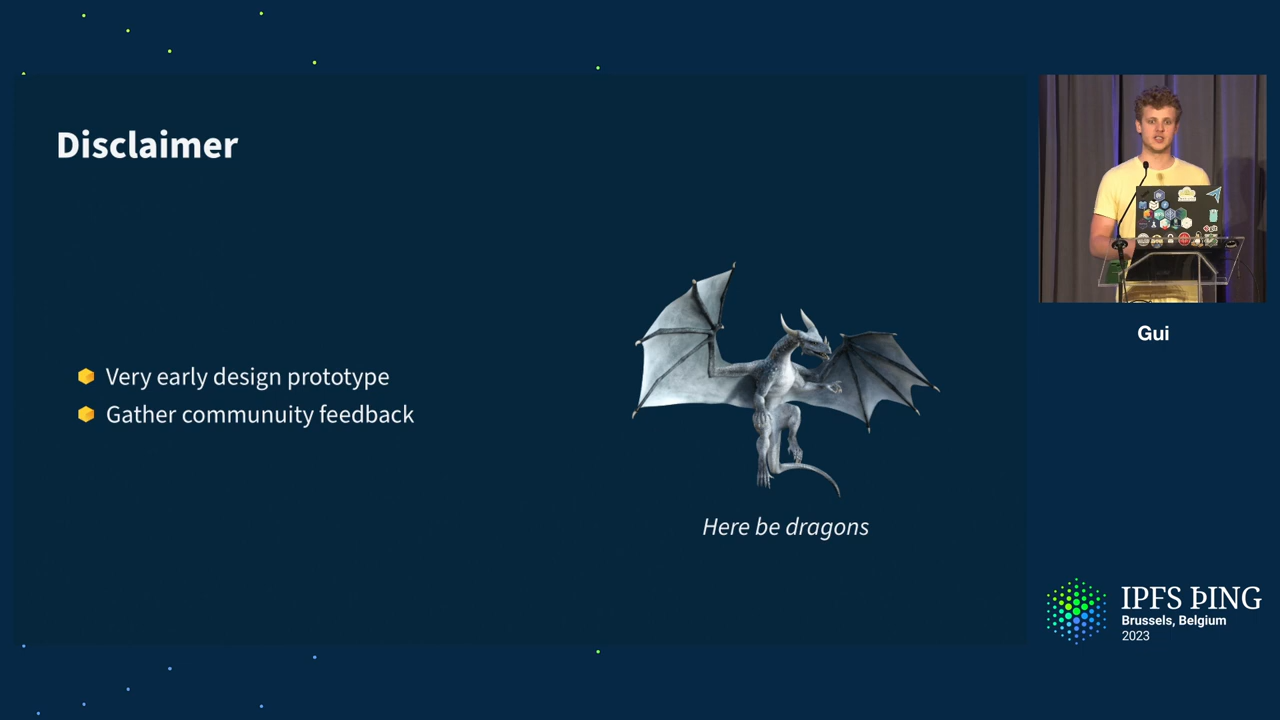 Disclaimer
Very early design prototype
Gather communuity feedback
Here be dragons
Gui
IPFS ÞING
Brussels, Belgium
2023